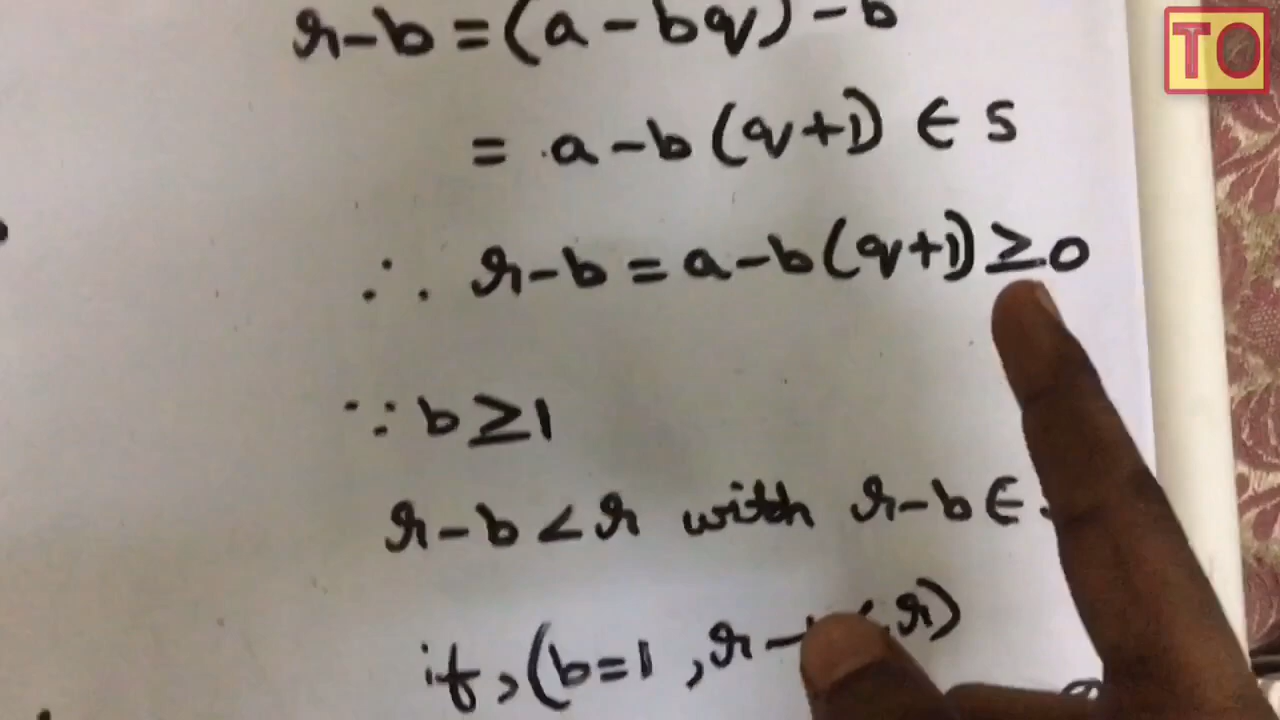 TO
r-b = (a-bq) - b
= a-b(q+1) ∈ S
∴ r-b = a-b(q+1) ≥ 0
∵ b ≥ 1
r-b < r with r-b ∈
if, (b=1, r- < r)